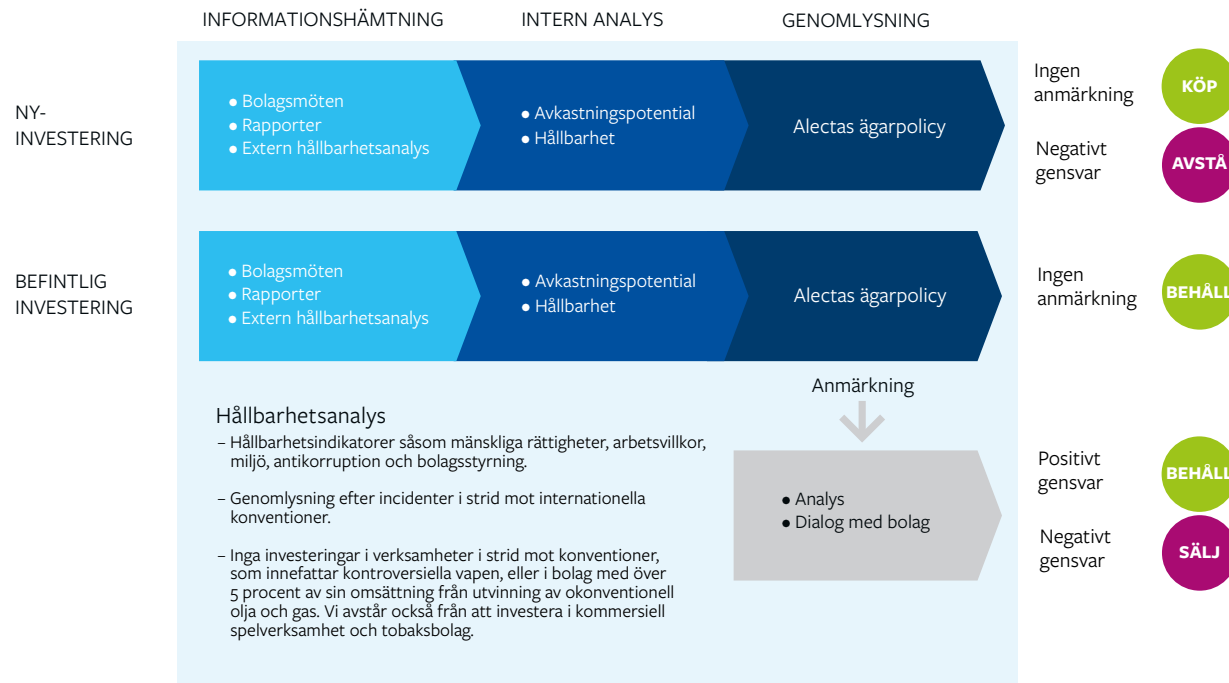 INFORMATIONSHÄMTNING
INTERN ANALYS
GENOMLYSNING
NY-
INVESTERING
● Bolagsmöten
● Rapporter
● Extern hållbarhetsanalys
● Avkastningspotential
● Hållbarhet
Alectas ägarpolicy
Ingen
anmärkning
KÖP
Negativt
gensvar
AVSTÅ
BEFINTLIG
INVESTERING
● Bolagsmöten
● Rapporter
● Extern hållbarhetsanalys
● Avkastningspotential
● Hållbarhet
Alectas ägarpolicy
Ingen
anmärkning
BEHÅLL
Anmärkning
Hållbarhetsanalys
– Hållbarhetsindikatorer såsom mänskliga rättigheter, arbetsvillkor,
miljö, antikorruption och bolagsstyrning.
– Genomlysning efter incidenter i strid mot internationella
konventioner.
– Inga investeringar i verksamheter i strid mot konventioner,
som innefattar kontroversiella vapen, eller i bolag med över
5 procent av sin omsättning från utvinning av okonventionell
olja och gas. Vi avstår också från att investera i kommersiell
spelverksamhet och tobaksbolag.
● Analys
● Dialog med bolag
Positivt
gensvar
BEHÅLL
Negativt
gensvar
SÄLJ